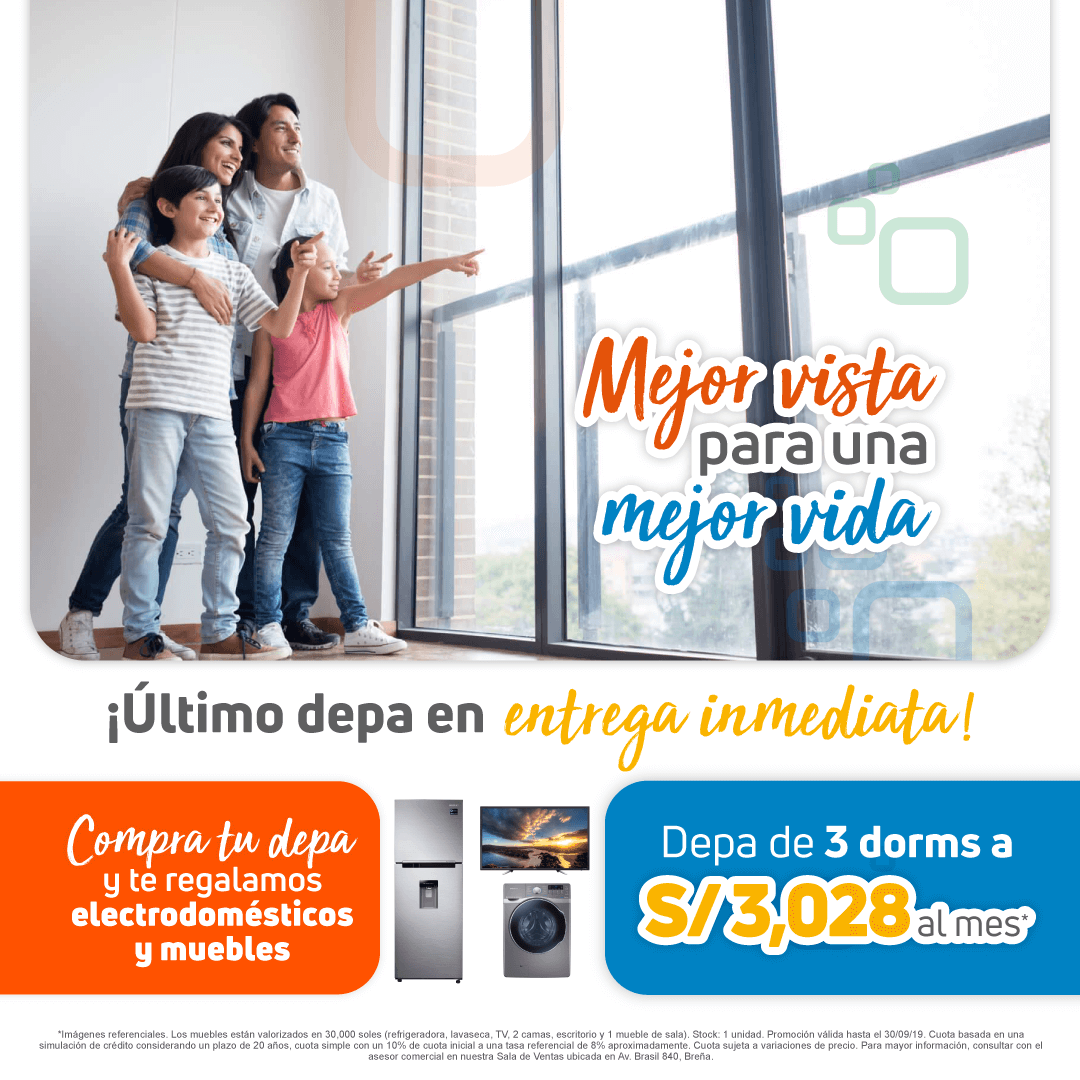 Mejor vista
para una
mejor vida
¡Último depa en entrega inmediata!
Compra tu depa
y te regalamos
electrodomésticos
y muebles
Depa de 3 dorms a
S/3,028 al mes*
*Imágenes referenciales. Los muebles están valorizados en 30,000 soles (refrigeradora, lavaseca, TV, 2 camas, escritorio y 1 mueble de sala). Stock: 1 unidad. Promoción válida hasta el 30/09/19. Cuota basada en una
simulación de crédito considerando un plazo de 20 años, cuota simple con un 10% de cuota inicial a una tasa referencial de 8% aproximadamente. Cuota sujeta a variaciones de precio. Para mayor información, consultar con el
asesor comercial en nuestra Sala de Ventas ubicada en Av. Brasil 840, Breña.